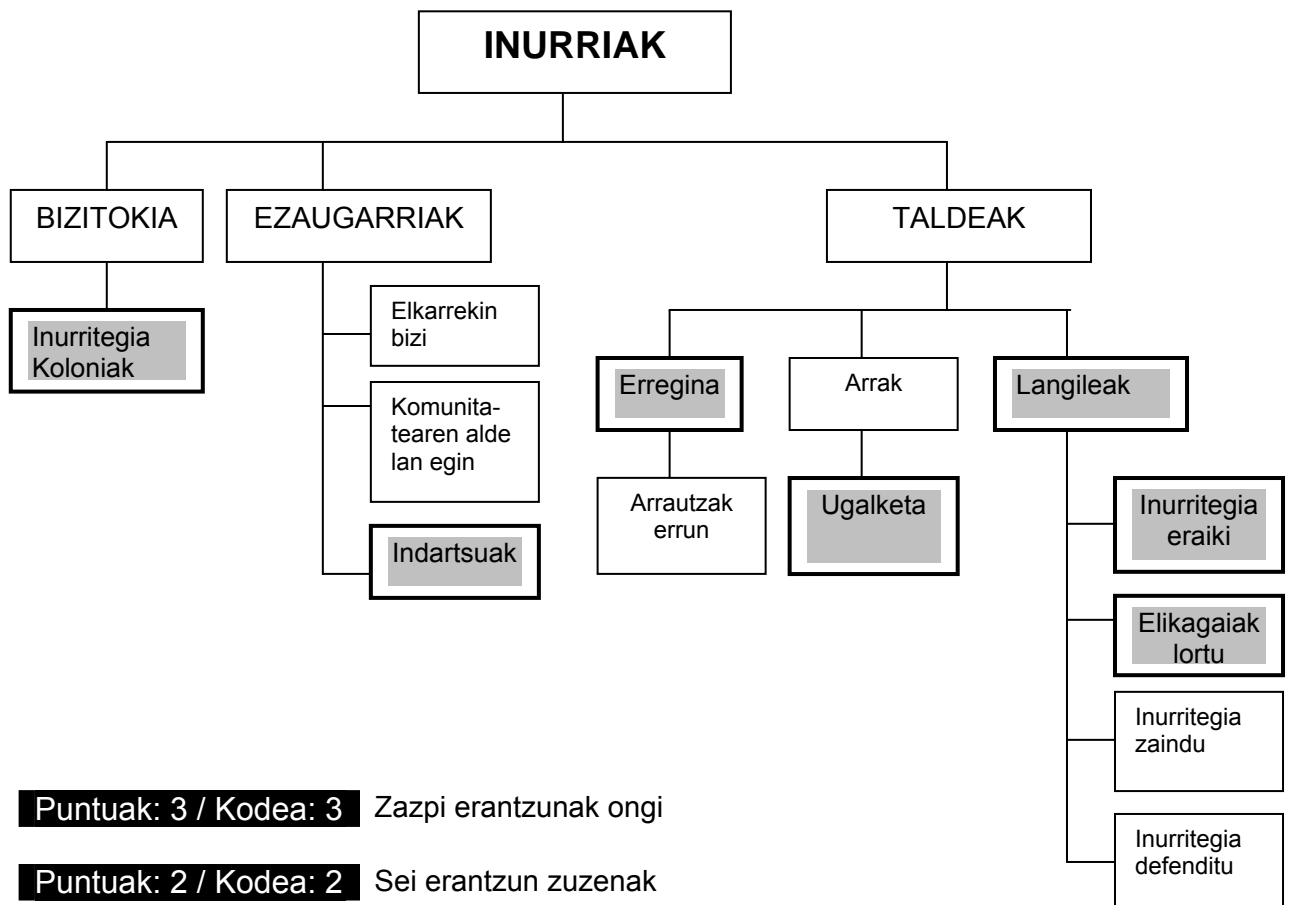 INURRIAK
BIZITOKIA
EZAUGARRIAK
TALDEAK
Inurritegia
Koloniak
Elkarrekin
bizi
Komunita-
tearen alde
lan egin
Indartsuak
Erregina
Arrautzak
errun
Arrak
Ugalketa
Langileak
Inurritegia
eraiki
Elikagaiak
lortu
Inurritegia
zaindu
Inurritegia
defenditu
Puntuak: 3 / Kodea: 3 Zazpi erantzunak ongi
Puntuak: 2 / Kodea: 2 Sei erantzun zuzenak